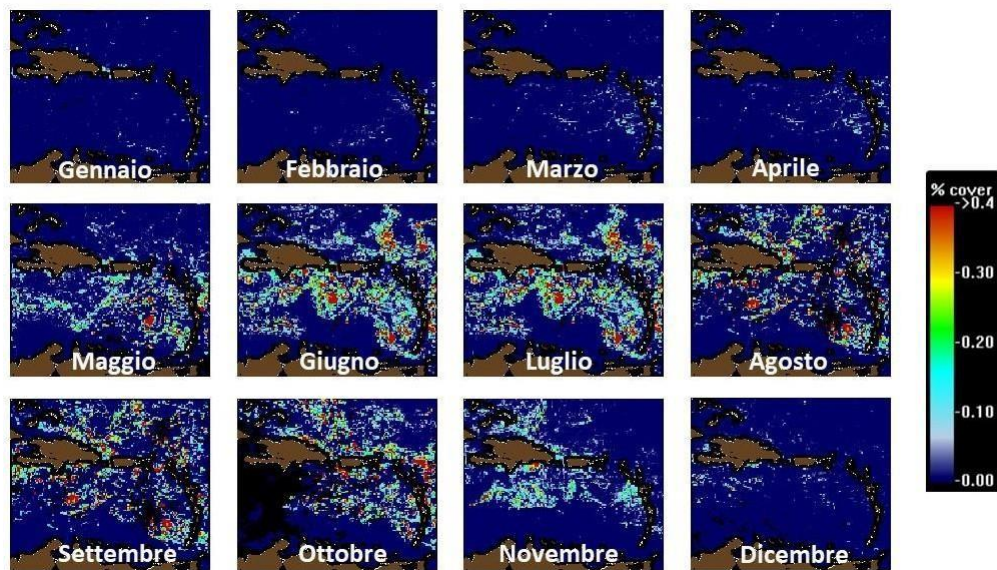 Gennaio
Febbraio
Marzo
Aprile
Maggio
Giugno
Luglio
Agosto
Settembre
Ottobre
Novembre
Dicembre
% cover
->0.4
-0.30
-0.20
-0.10
-0.00